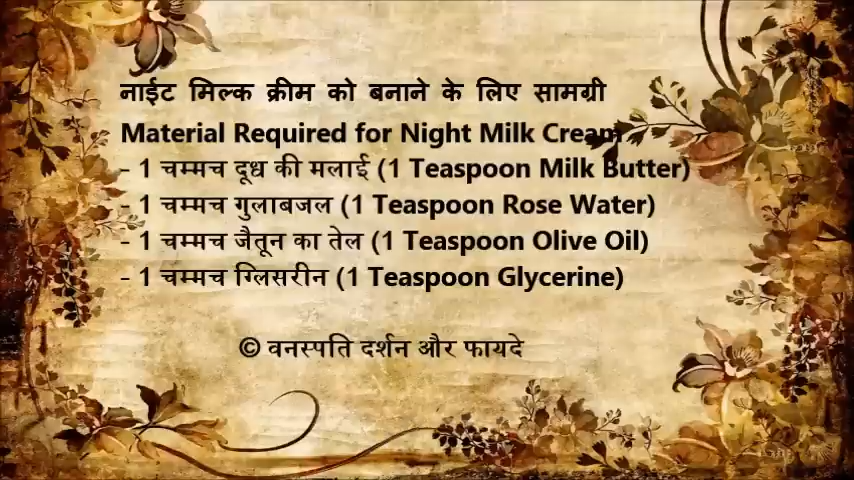 नाईट मिल्क क्रीम को बनाने के लिए सामग्री
Material Required for Night Milk Cream
- 1 चम्मच दूध की मलाई (1 Teaspoon Milk Butter)
- 1 चम्मच गुलाबजल (1 Teaspoon Rose Water)
- 1 चम्मच जैतून का तेल (1 Teaspoon Olive Oil)
- 1 चम्मच ग्लिसरीन (1 Teaspoon Glycerine)
© वनस्पति दर्शन और फायदे